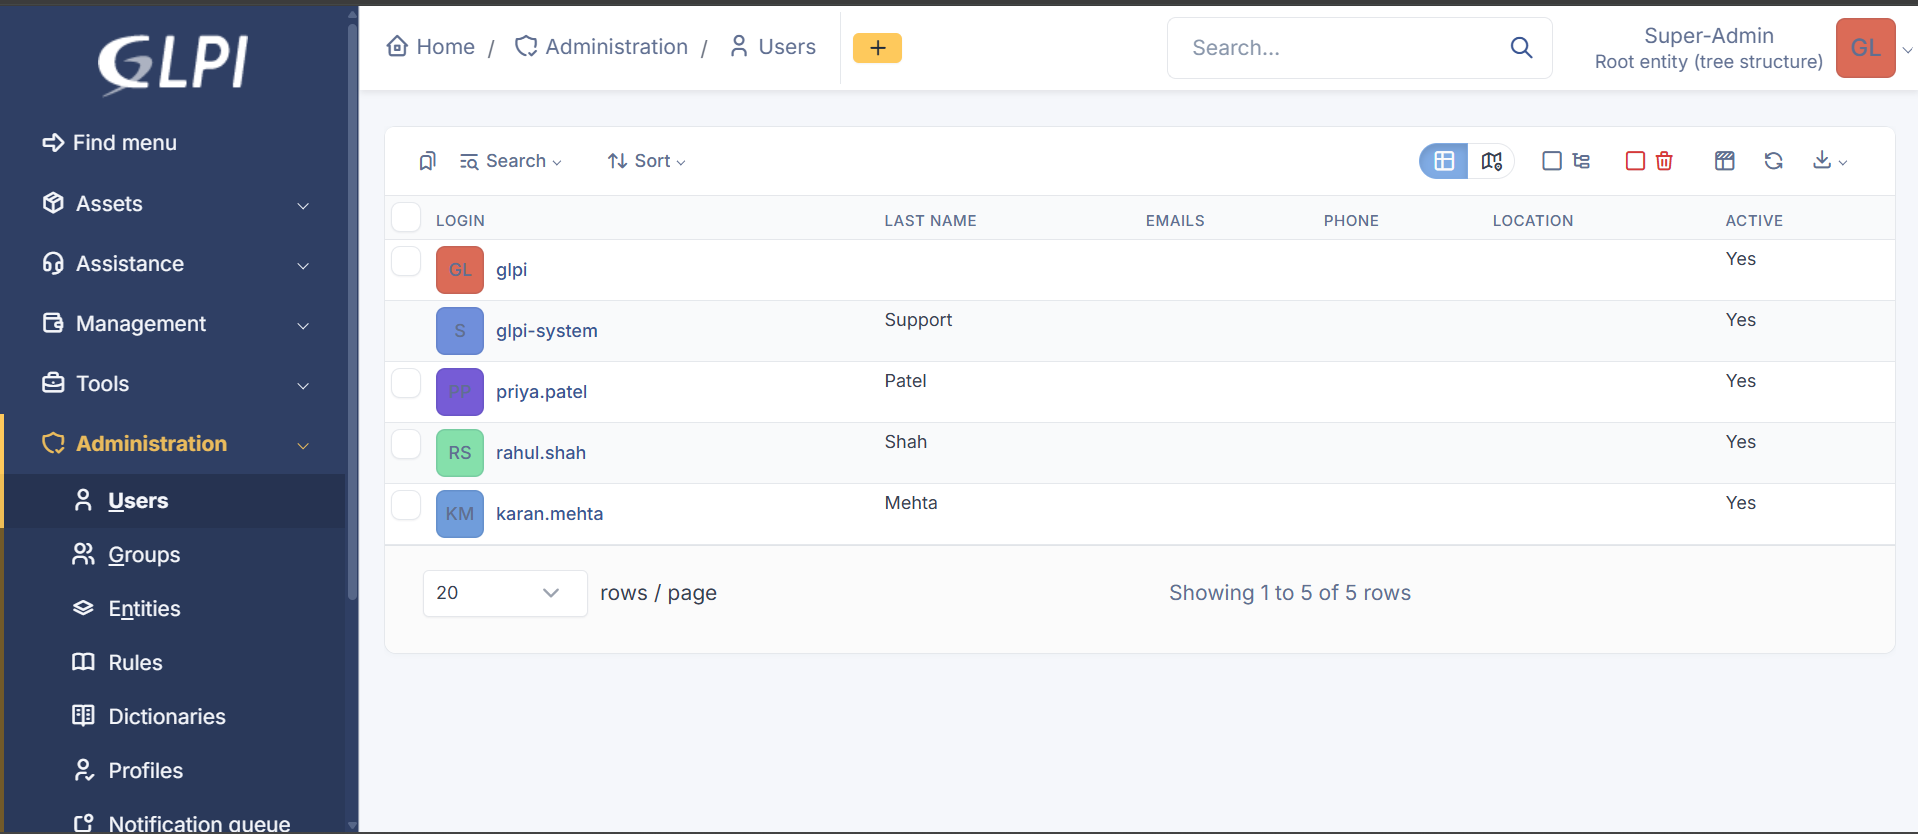 GLPI
Find menu
Assets
Assistance
Management
Tools
Administration
Users
Groups
Entities
Rules
Dictionaries
Profiles
Notification queue
Home / Administration / Users
+
Search...
Super-Admin
Root entity (tree structure)
GL
Search
Sort
LOGIN LAST NAME EMAILS PHONE LOCATION ACTIVE
GL glpi Yes
S glpi-system Support Yes
PP priya.patel Patel Yes
RS rahul.shah Shah Yes
KM karan.mehta Mehta Yes
20 rows / page Showing 1 to 5 of 5 rows